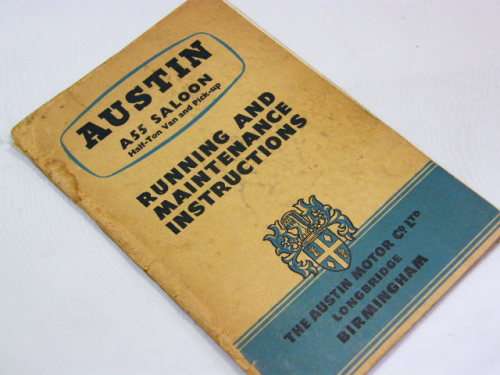 AUSTIN
A55 SALOON
Half-Ton Van and Pick-up
RUNNING AND
MAINTENANCE
INSTRUCTIONS
THE AUSTIN MOTOR CO LTD
LONGBRIDGE
BIRMINGHAM